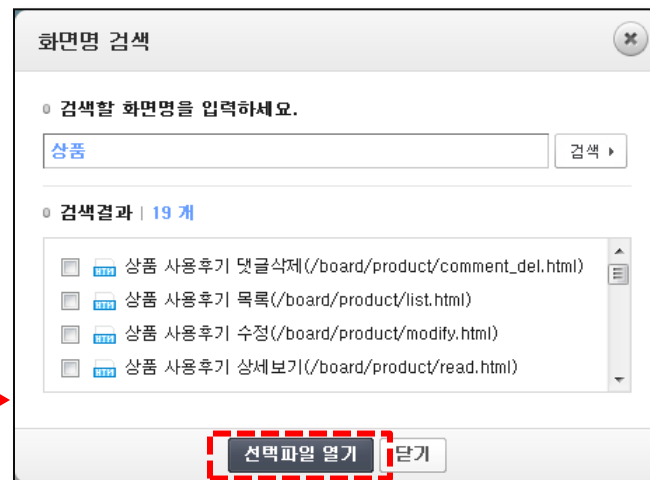 화면명 검색
검색할 화면명을 입력하세요.
상품
검색
검색결과 | 19 개
HTM 상품 사용후기 댓글삭제(/board/product/comment_del.html)
HTM 상품 사용후기 목록(/board/product/list.html)
HTM 상품 사용후기 수정(/board/product/modify.html)
HTM 상품 사용후기 상세보기(/board/product/read.html)
선택파일 열기 닫기